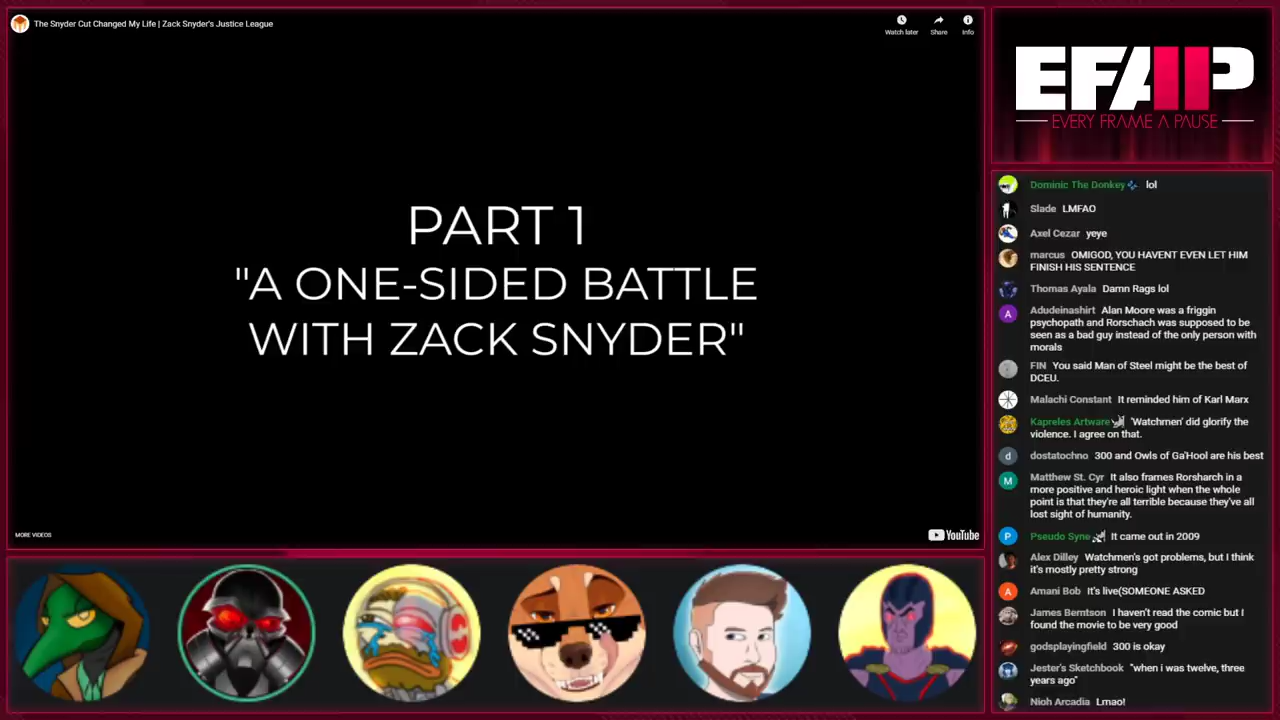 The Snyder Cut Changed My Life | Zack Snyder's Justice League
Watch later
Share
Info
PART 1
"A ONE-SIDED BATTLE
WITH ZACK SNYDER"
MORE VIDEOS
YouTube
EFAP
EVERY FRAME A PAUSE
Dominic The Donkey lol
Slade LMFAO
Axel Cezar yeye
marcus OMIGOD, YOU HAVENT EVEN LET HIM
FINISH HIS SENTENCE
Thomas Ayala Damn Rags lol
A
Adudeinashirt Alan Moore was a friggin
psychopath and Rorschach was supposed to be
seen as a bad guy instead of the only person with
morals
FIN You said Man of Steel might be the best of
DCEU.
Malachi Constant It reminded him of Karl Marx
Kapreles Artware 'Watchmen' did glorify the
violence. I agree on that.
d
dostatochno 300 and Owls of Ga'Hool are his best
M
Matthew St. Cyr It also frames Rorsharch in a
more positive and heroic light when the whole
point is that they're all terrible because they've all
lost sight of humanity.
P
Pseudo Syne It came out in 2009
Alex Dilley Watchmen's got problems, but I think
it's mostly pretty strong
A
Amani Bob It's live(SOMEONE ASKED
James Berntson I haven't read the comic but I
found the movie to be very good
godsplayingfield 300 is okay
Jester's Sketchbook "when i was twelve, three
years ago"
Nioh Arcadia Lmao!